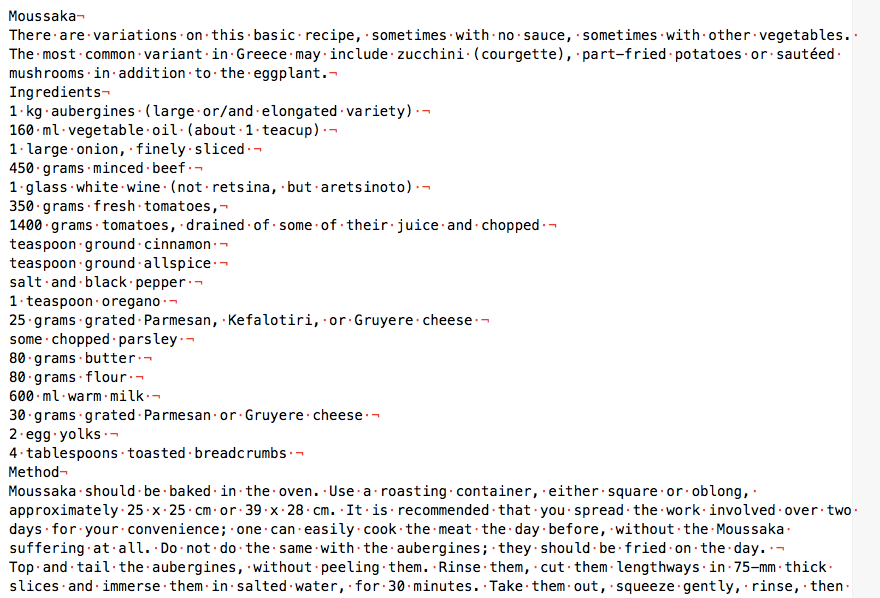 Moussaka¬
There are variations on this basic recipe, sometimes with no sauce, sometimes with other vegetables.
The most common variant in Greece may include zucchini (courgette), part-fried potatoes or sautéed
mushrooms in addition to the eggplant.¬
Ingredients¬
1 kg aubergines (large or/and elongated variety) ¬
160 ml vegetable oil (about 1 teacup) ¬
1 large onion, finely sliced ¬
450 grams minced beef ¬
1 glass white wine (not retsina, but aretsinoto) ¬
350 grams fresh tomatoes,¬
1400 grams tomatoes, drained of some of their juice and chopped ¬
teaspoon ground cinnamon ¬
teaspoon ground allspice ¬
salt and black pepper ¬
1 teaspoon oregano ¬
25 grams grated Parmesan, Kefalotiri, or Gruyere cheese ¬
some chopped parsley ¬
80 grams butter ¬
80 grams flour ¬
600 ml warm milk ¬
30 grams grated Parmesan or Gruyere cheese ¬
2 egg yolks ¬
4 tablespoons toasted breadcrumbs ¬
Method¬
Moussaka should be baked in the oven. Use a roasting container, either square or oblong,
approximately 25 x 25 cm or 39 x 28 cm. It is recommended that you spread the work involved over two
days for your convenience; one can easily cook the meat the day before, without the Moussaka
suffering at all. Do not do the same with the aubergines; they should be fried on the day. ¬
Top and tail the aubergines, without peeling them. Rinse them, cut them lengthways in 75-mm thick
slices and immerse them in salted water, for 30 minutes. Take them out, squeeze gently, rinse, then